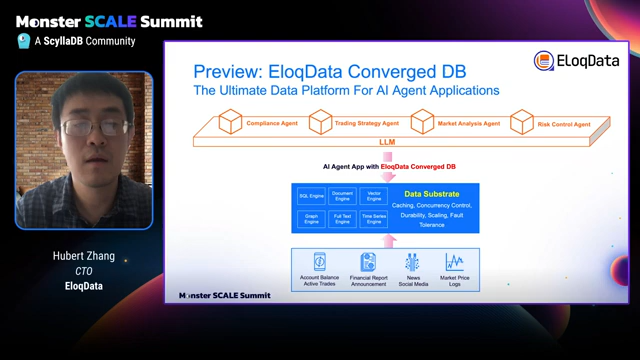 Monster SCALE Summit
A ScyllaDB Community
Hubert Zhang
CTO
EloqData
Preview: EloqData Converged DB
The Ultimate Data Platform For AI Agent Applications
ELOQDATA
Compliance Agent
Trading Strategy Agent
Market Analysis Agent
Risk Control Agent
LLM
AI Agent App with EloqData Converged DB
SQL Engine
Document
Engine
Vector
Engine
Graph
Engine
Full Text
Engine
Time Series
Engine
Data Substrate
Caching, Concurrency Control,
Durability, Scaling, Fault
Tolerance
Account Balance
Active Trades
Financial Report
Announcement
News
Social Media
Market Price
Logs
Monster SCALE Summit